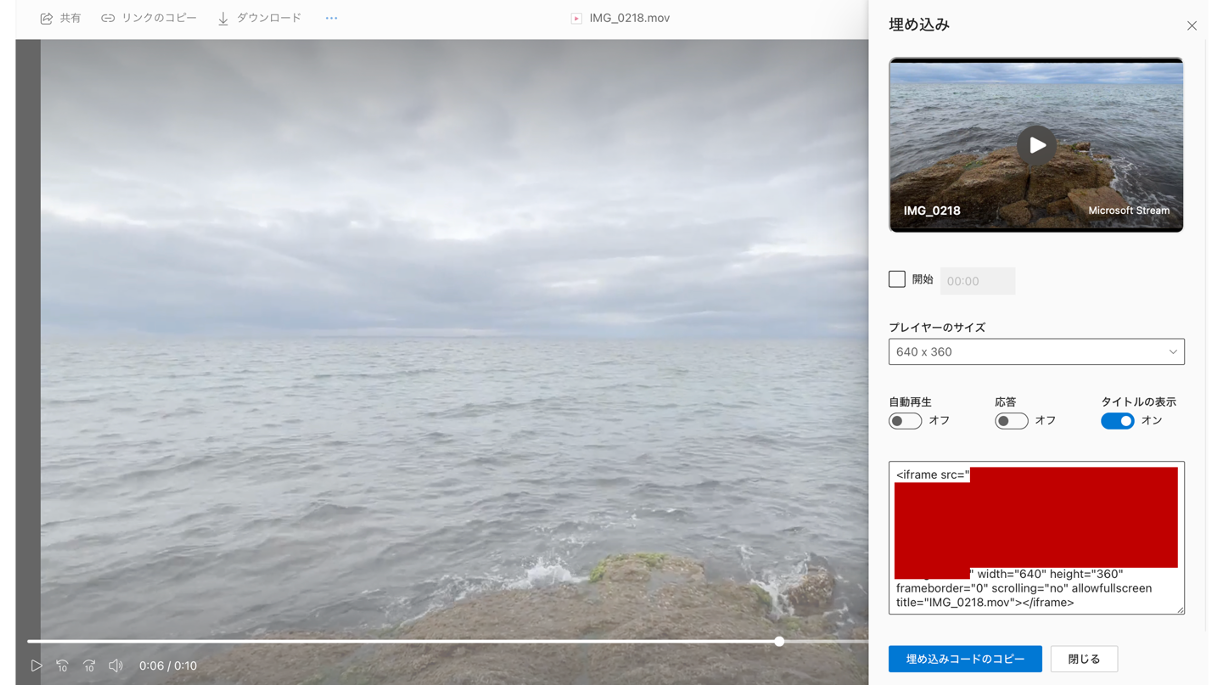 共有 リンクのコピー ダウンロード ... IMG_0218.mov
埋め込み
IMG_0218 Microsoft Stream
開始 00:00
プレイヤーのサイズ
640 x 360
自動再生 応答 タイトルの表示
オフ オフ オン
<iframe src="
" width="640" height="360"
frameborder="0" scrolling="no" allowfullscreen
title="IMG_0218.mov"></iframe>
10 10 0:06 / 0:10
埋め込みコードのコピー 閉じる